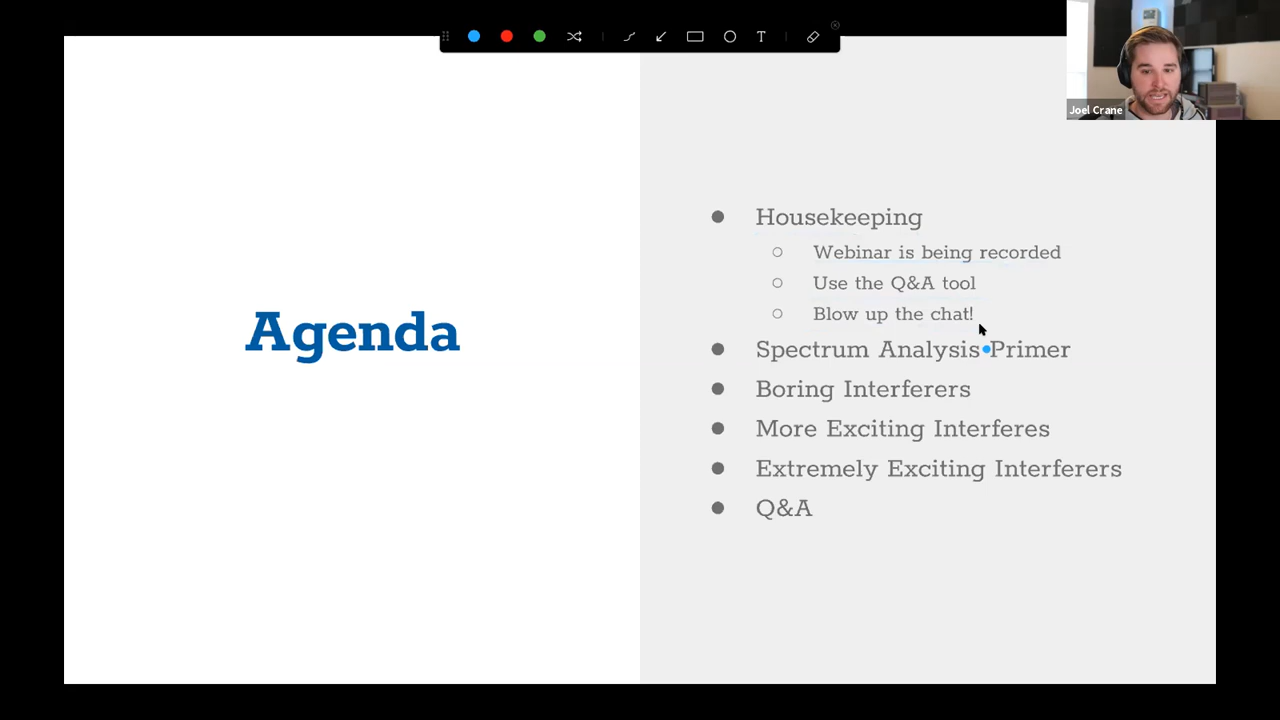 Joel Crane
Agenda
Housekeeping
Webinar is being recorded
Use the Q&A tool
Blow up the chat!
Spectrum Analysis Primer
Boring Interferers
More Exciting Interferes
Extremely Exciting Interferers
Q&A